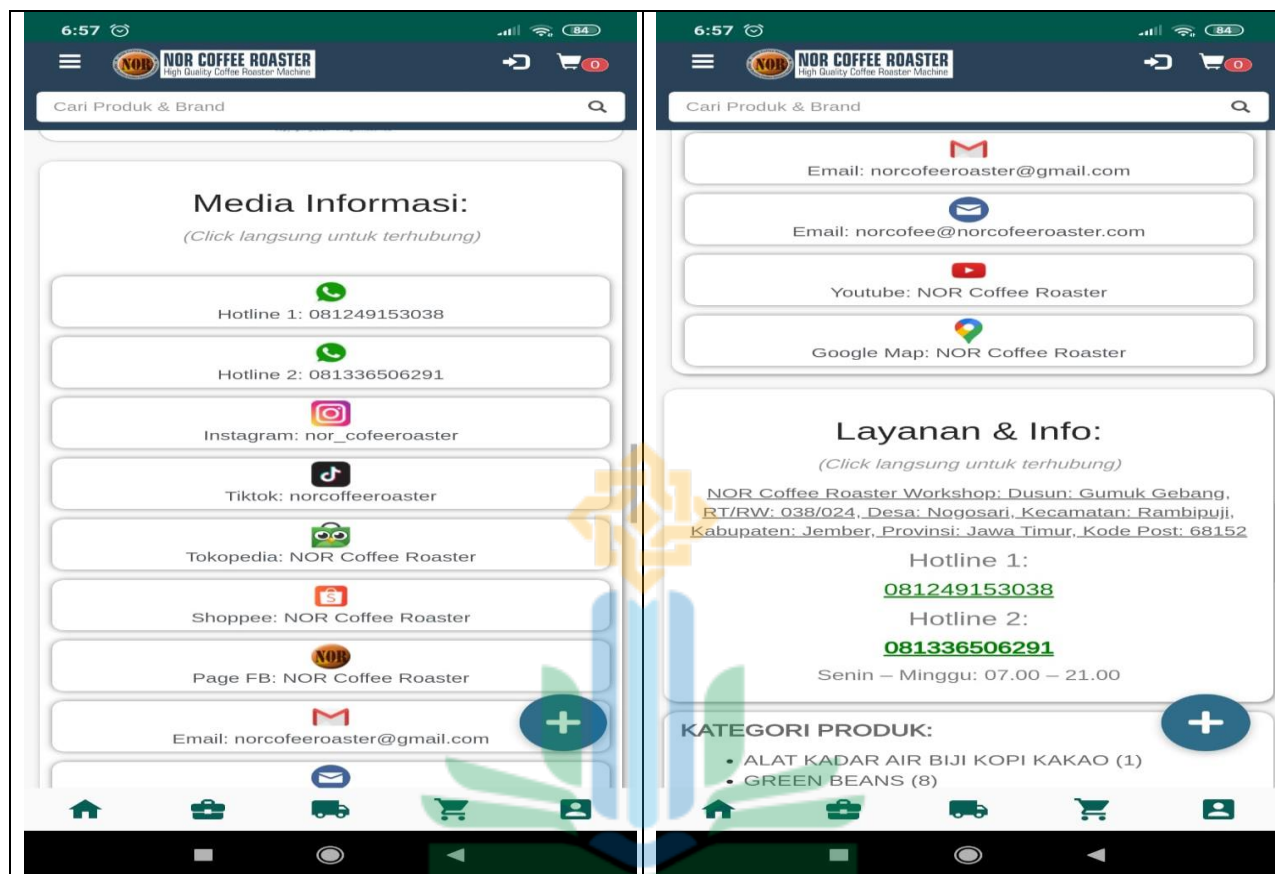 6:57
84
NOR
NOR COFFEE ROASTER
High Quality Coffee Roaster Machine
0
Cari Produk & Brand
Media Informasi:
(Click langsung untuk terhubung)
Hotline 1: 081249153038
Hotline 2: 081336506291
Instagram: nor_cofeeroaster
Tiktok: norcoffeeroaster
Tokopedia: NOR Coffee Roaster
Shoppee: NOR Coffee Roaster
NOR
Page FB: NOR Coffee Roaster
Email: norcofeeroaster@gmail.com
6:57
84
NOR
NOR COFFEE ROASTER
High Quality Coffee Roaster Machine
0
Cari Produk & Brand
Email: norcofeeroaster@gmail.com
Email: norcofee@norcofeeroaster.com
Youtube: NOR Coffee Roaster
Google Map: NOR Coffee Roaster
Layanan & Info:
(Click langsung untuk terhubung)
NOR Coffee Roaster Workshop: Dusun: Gumuk Gebang,
RT/RW: 038/024, Desa: Nogosari, Kecamatan: Rambipuji,
Kabupaten: Jember, Provinsi: Jawa Timur, Kode Post: 68152
Hotline 1:
081249153038
Hotline 2:
081336506291
Senin – Minggu: 07.00 – 21.00
KATEGORI PRODUK:
• ALAT KADAR AIR BIJI KOPI KAKAO (1)
• GREEN BEANS (8)